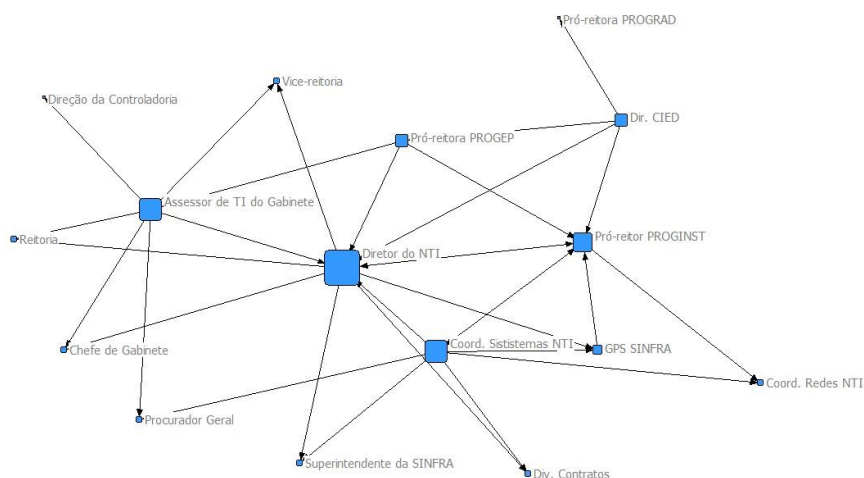 Pró-reitora PROGRAD
Vice-reitoria
Direção da Controladoria
Dir. CIED
Pró-reitora PROGEP
Assessor de TI do Gabinete
Reitoria
Pró-reitor PROGINST
Diretor do NTI
Coord. Sististemas NTI
GPS SINFRA
Chefe de Gabinete
Coord. Redes NTI
Procurador Geral
Superintendente da SINFRA
Div. Contratos